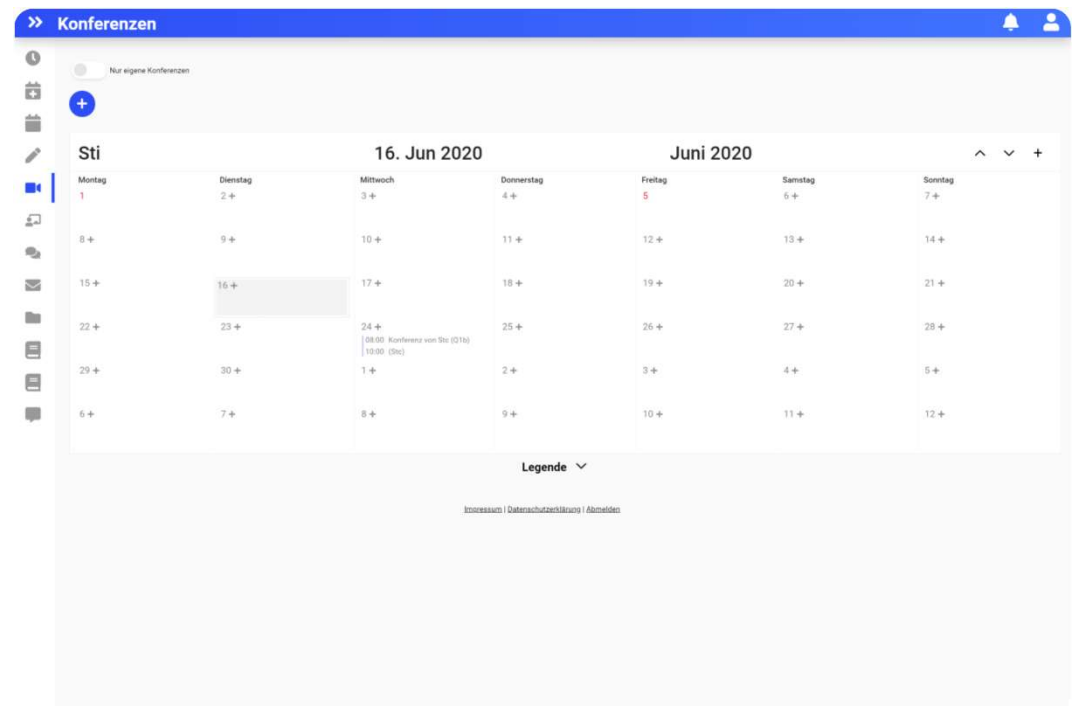 Konferenzen
Nur eigene Konferenzen
+
Sti 16. Jun 2020 Juni 2020 +
Montag Dienstag Mittwoch Donnerstag Freitag Samstag Sonntag
1 2 + 3 + 4 + 5 6 + 7 +
8 + 9 + 10 + 11 + 12 + 13 + 14 +
15 + 16 + 17 + 18 + 19 + 20 + 21 +
22 + 23 + 24 + 25 + 26 + 27 + 28 +
08:00 Konferenz von Stc (Q1b)
10:00 (Stc)
29 + 30 + 1 + 2 + 3 + 4 + 5 +
6 + 7 + 8 + 9 + 10 + 11 + 12 +
Legende
Impressum | Datenschutzerklärung | Abmelden